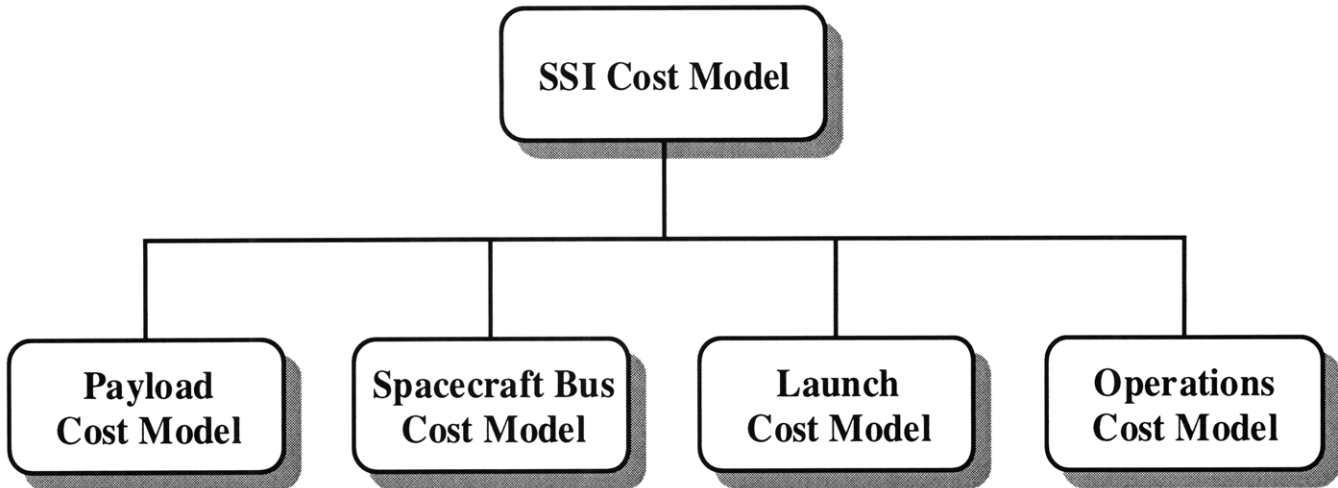 SSI Cost Model
Payload
Cost Model
Spacecraft Bus
Cost Model
Launch
Cost Model
Operations
Cost Model